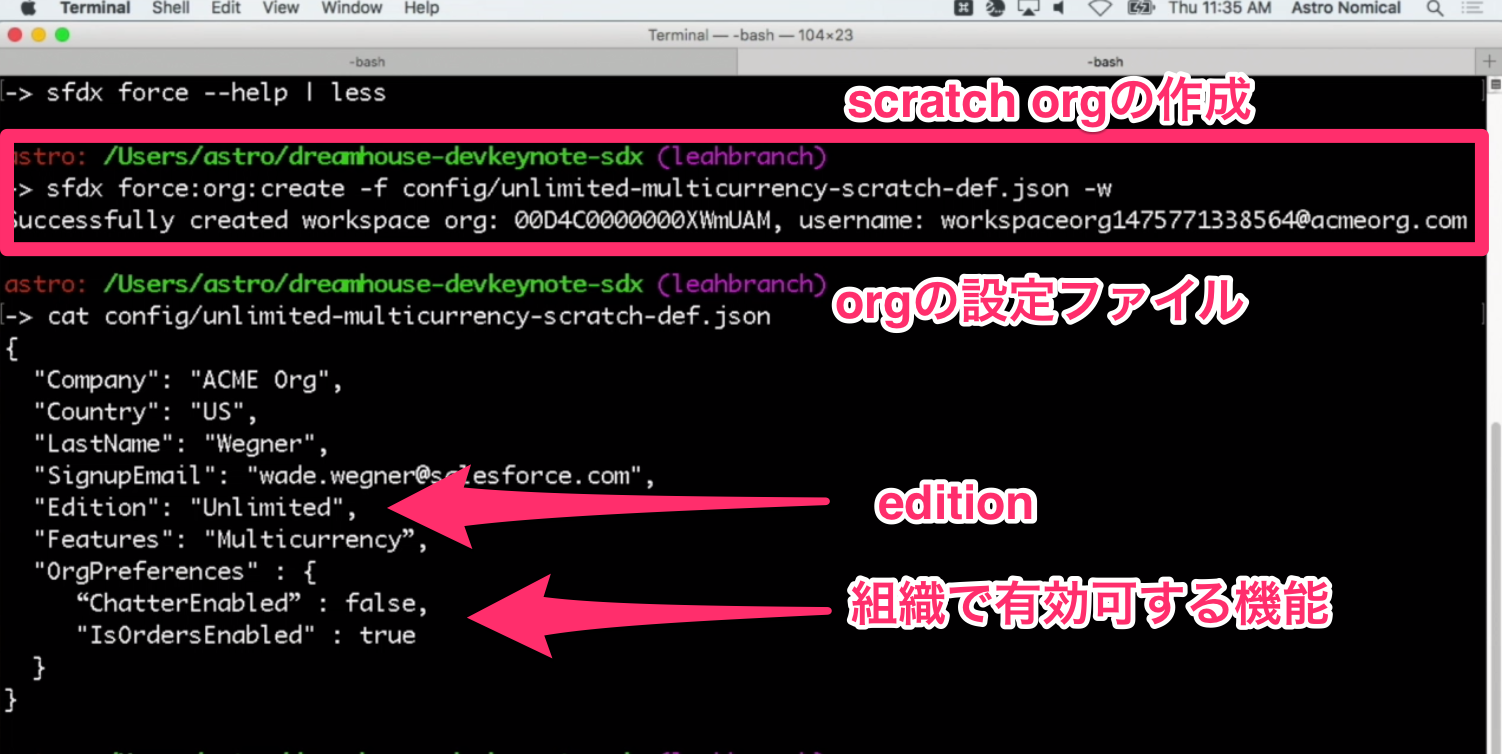 Terminal Shell Edit View Window Help Thu 11:35 AM Astro Nomical
Terminal — -bash — 104×23
-bash -bash
-> sfdx force --help | less
scratch orgの作成
astro: /Users/astro/dreamhouse-devkeynote-sdx (leahbranch)
-> sfdx force:org:create -f config/unlimited-multicurrency-scratch-def.json -w
Successfully created workspace org: 00D4C0000000XWmUAM, username: workspaceorg1475771338564@acmeorg.com
astro: /Users/astro/dreamhouse-devkeynote-sdx (leahbranch)
orgの設定ファイル
-> cat config/unlimited-multicurrency-scratch-def.json
{
"Company": "ACME Org",
"Country": "US",
"LastName": "Wegner",
"SignupEmail": "wade.wegner@salesforce.com",
"Edition": "Unlimited",
edition
"Features": "Multicurrency”,
"OrgPreferences" : {
“ChatterEnabled” : false,
組織で有効可する機能
"IsOrdersEnabled" : true
}
}